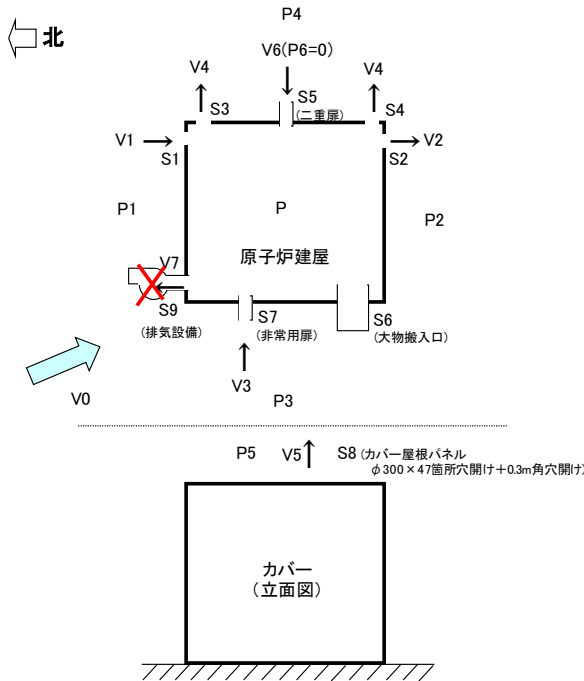 P4
北
V6(P6=0)
V4
V4
S5
(二重扉)
S3
S4
V1
V2
S1
S2
P1
P
P2
原子炉建屋
V7
S9
(排気設備)
S7
(非常用扉)
S6
(大物搬入口)
V3
V0
P3
P5
V5
S8 (カバー屋根パネル
φ300×47箇所穴開け+0.3m角穴開け)
カバー
(立面図)